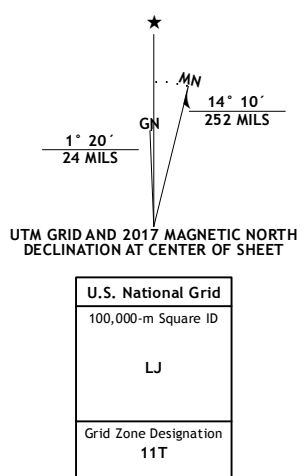 MN
GN
14° 10´
252 MILS
1° 20´
24 MILS
UTM GRID AND 2017 MAGNETIC NORTH
DECLINATION AT CENTER OF SHEET
U.S. National Grid
100,000-m Square ID
LJ
Grid Zone Designation
11T